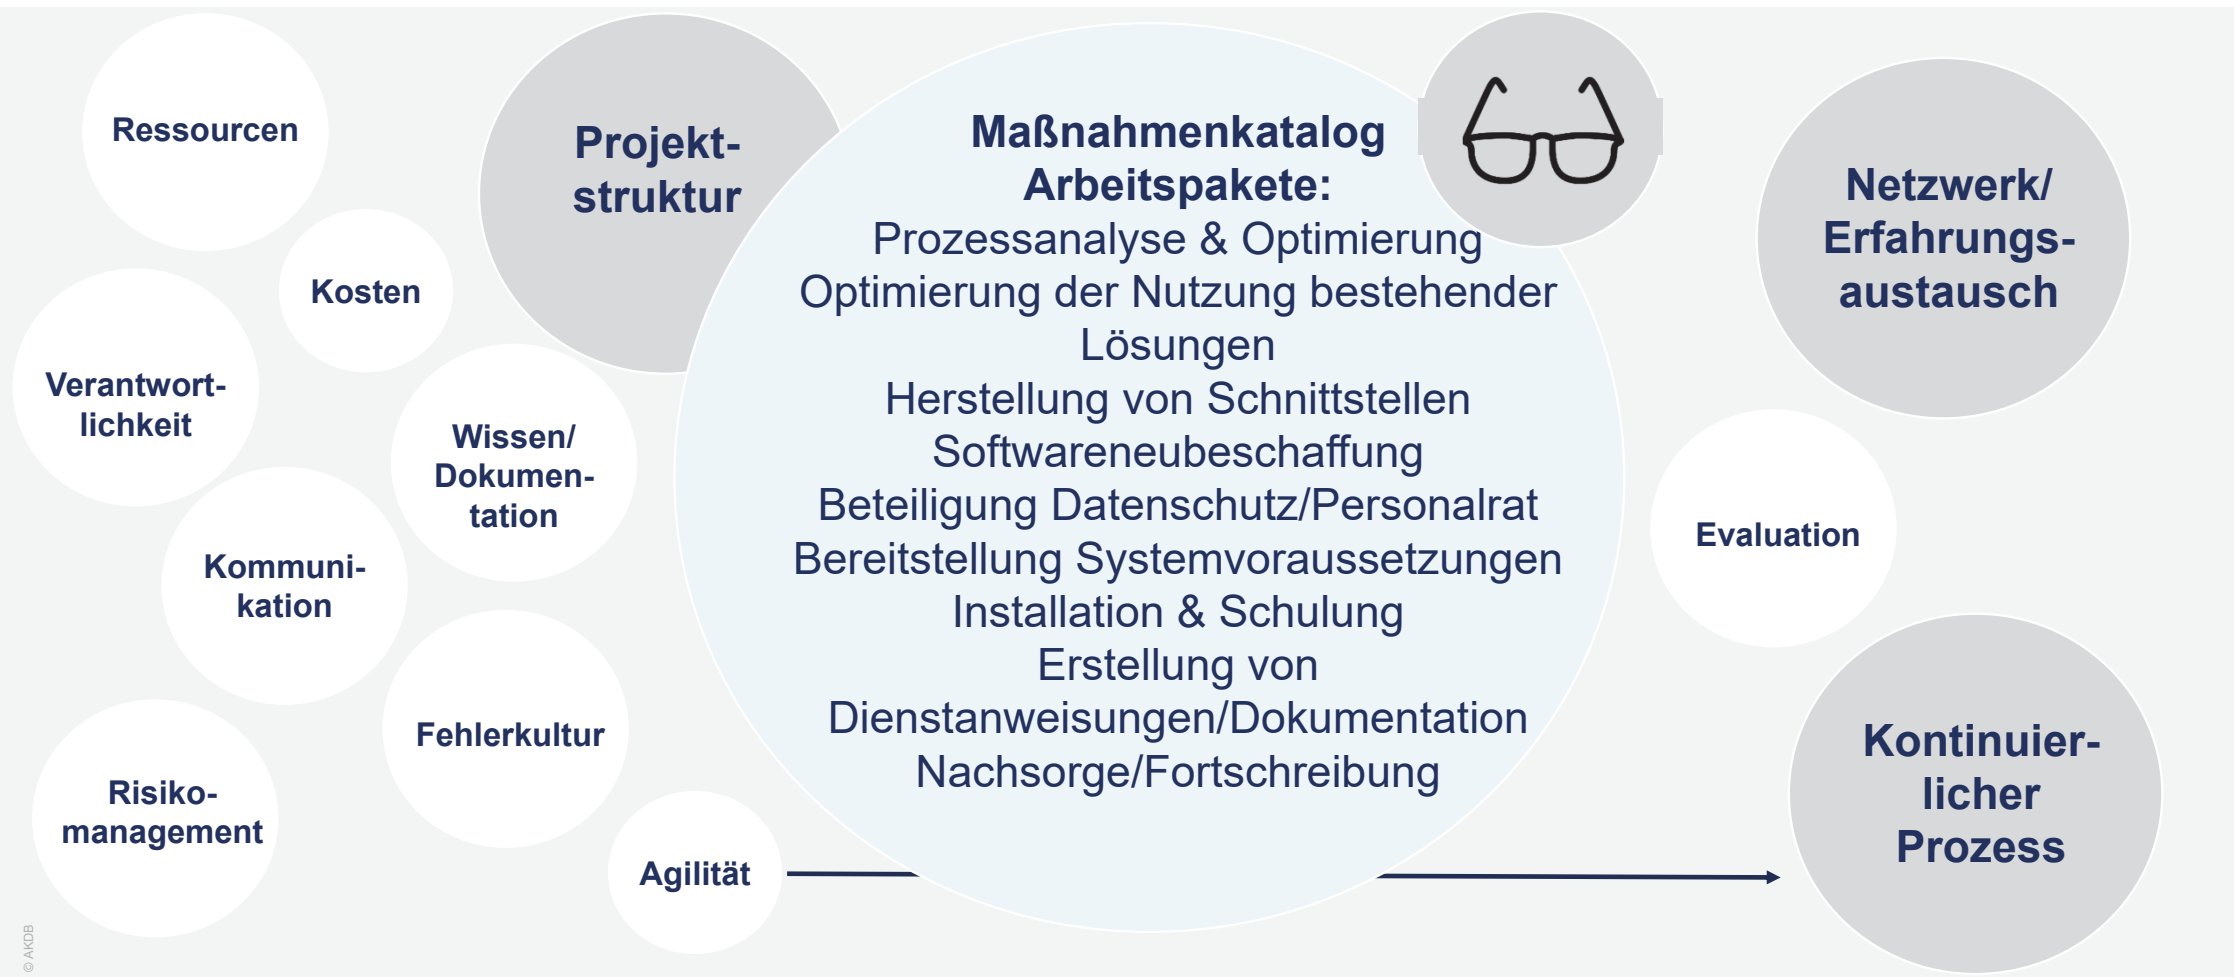 Ressourcen
Kosten
Verantwort-
lichkeit
Wissen/
Dokumen-
tation
Kommuni-
kation
Fehlerkultur
Risiko-
management
Agilität
Projekt-
struktur
Maßnahmenkatalog
Arbeitspakete:
Prozessanalyse & Optimierung
Optimierung der Nutzung bestehender
Lösungen
Herstellung von Schnittstellen
Softwareneubeschaffung
Beteiligung Datenschutz/Personalrat
Bereitstellung Systemvoraussetzungen
Installation & Schulung
Erstellung von
Dienstanweisungen/Dokumentation
Nachsorge/Fortschreibung
Netzwerk/
Erfahrungs-
austausch
Evaluation
Kontinuier-
licher
Prozess
© AKDB